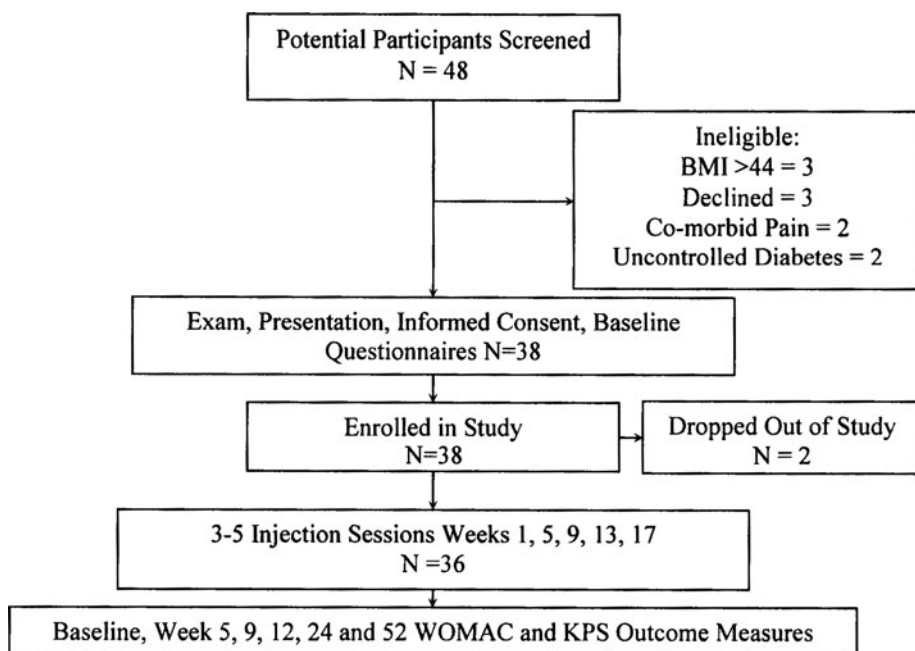 Potential Participants Screened
N = 48
Ineligible:
BMI >44 = 3
Declined = 3
Co-morbid Pain = 2
Uncontrolled Diabetes = 2
Exam, Presentation, Informed Consent, Baseline
Questionnaires N=38
Enrolled in Study
N=38
Dropped Out of Study
N = 2
3-5 Injection Sessions Weeks 1, 5, 9, 13, 17
N =36
Baseline, Week 5, 9, 12, 24 and 52 WOMAC and KPS Outcome Measures